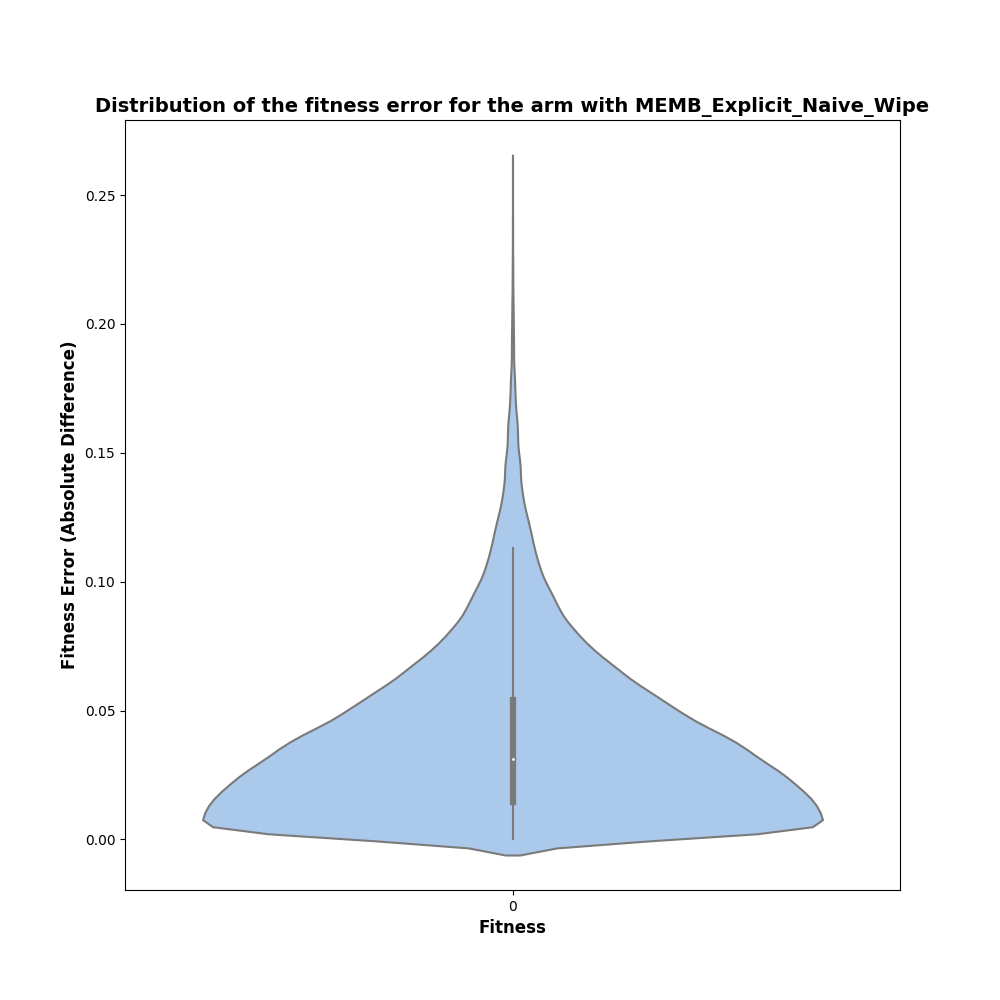 Distribution of the fitness error for the arm with MEMB_Explicit_Naive_Wipe
Fitness Error (Absolute Difference)
0.25
0.20
0.15
0.10
0.05
0.00
0
Fitness